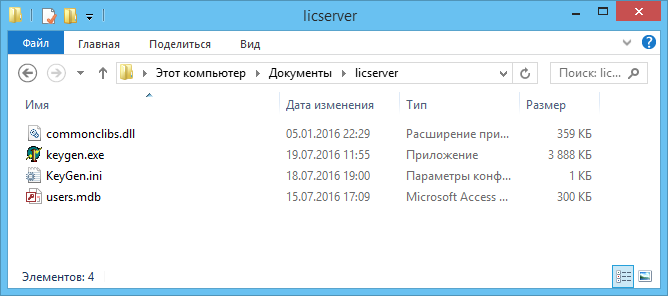 licserver
Файл Главная Поделиться Вид
Этот компьютер Документы licserver Поиск: lic...
Имя Дата изменения Тип Размер
commonclibs.dll 05.01.2016 22:29 Расширение при... 359 КБ
keygen.exe 19.07.2016 11:55 Приложение 3 888 КБ
KeyGen.ini 18.07.2016 19:00 Параметры конф... 1 КБ
users.mdb 15.07.2016 17:09 Microsoft Access ... 300 КБ
Элементов: 4